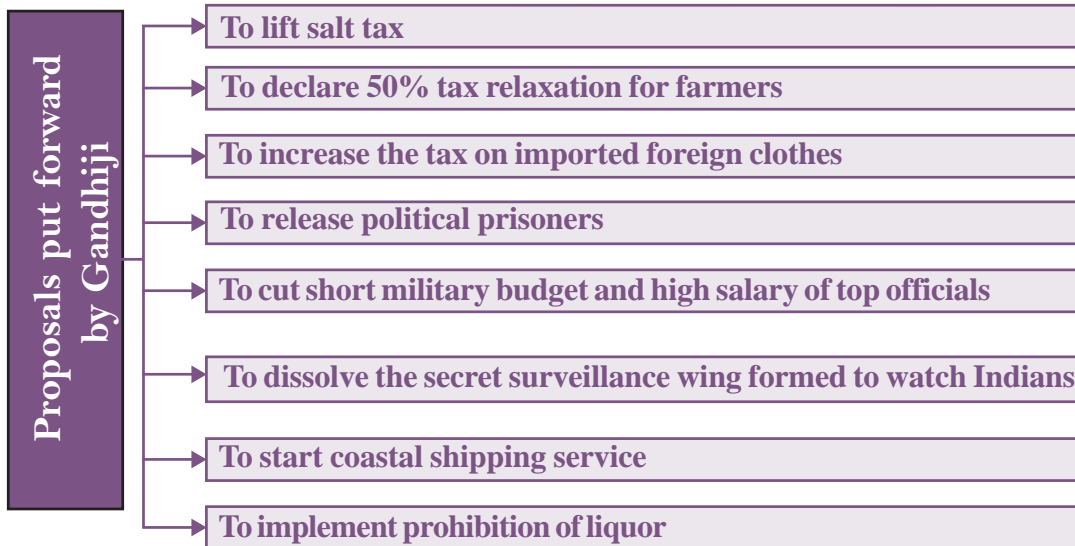 Proposals put forward
by Gandhiji
To lift salt tax
To declare 50% tax relaxation for farmers
To increase the tax on imported foreign clothes
To release political prisoners
To cut short military budget and high salary of top officials
To dissolve the secret surveillance wing formed to watch Indians
To start coastal shipping service
To implement prohibition of liquor